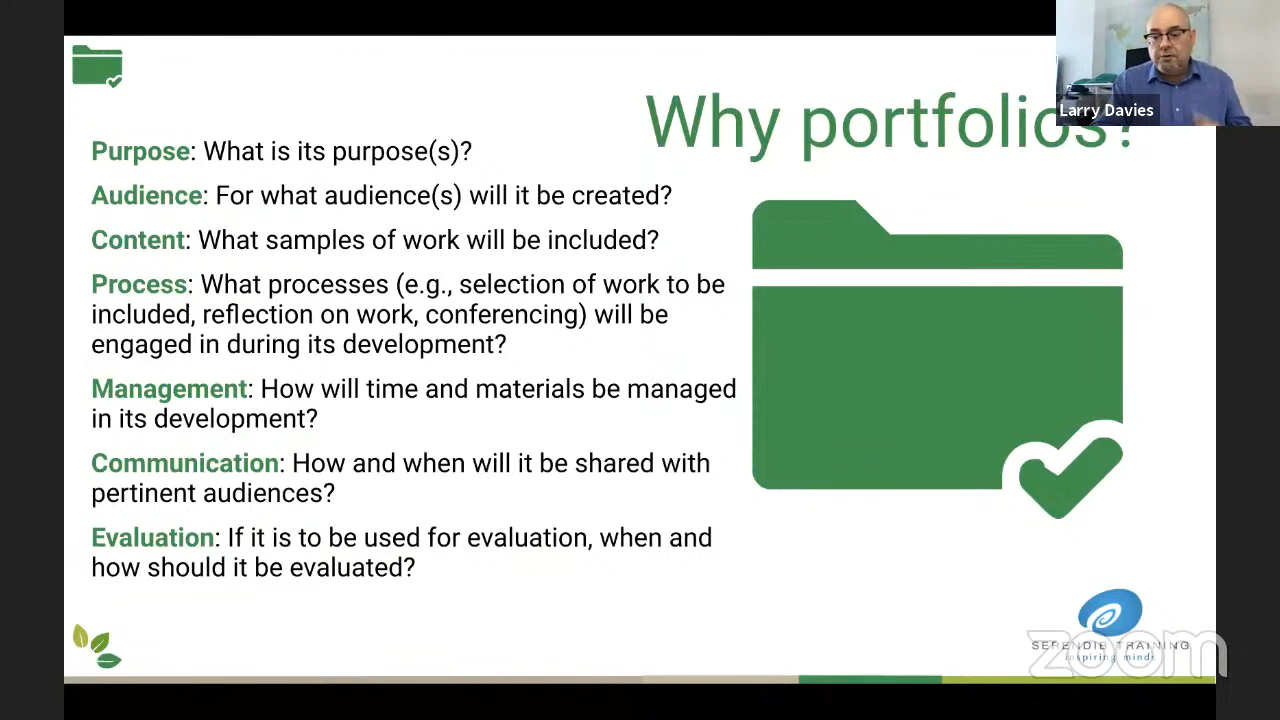 Larry Davies
Why portfolios?
Purpose: What is its purpose(s)?
Audience: For what audience(s) will it be created?
Content: What samples of work will be included?
Process: What processes (e.g., selection of work to be
included, reflection on work, conferencing) will be
engaged in during its development?
Management: How will time and materials be managed
in its development?
Communication: How and when will it be shared with
pertinent audiences?
Evaluation: If it is to be used for evaluation, when and
how should it be evaluated?
SERENDIB TRAINING
inspiring minds
zoom